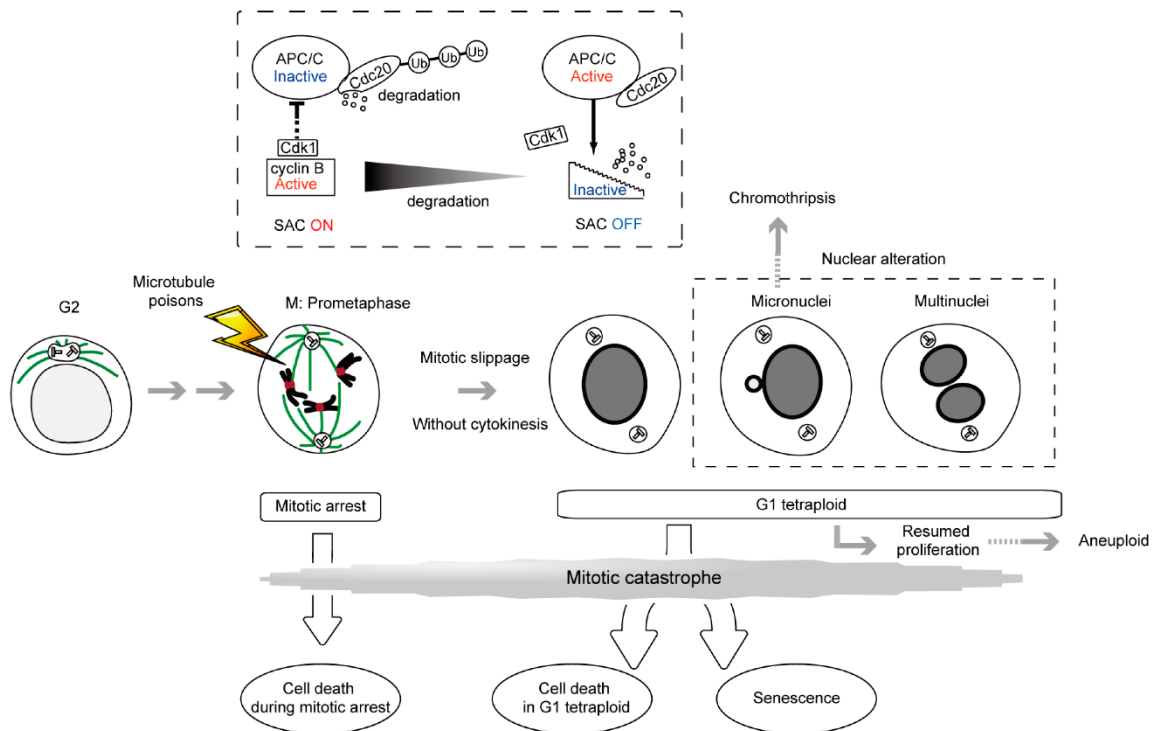 APC/C
Inactive
Cdc20
Ub
Ub
Ub
degradation
Cdk1
cyclin B
Active
SAC ON
degradation
APC/C
Active
Cdc20
Cdk1
Inactive
SAC OFF
Chromothripsis
Nuclear alteration
G2
Microtubule
poisons
M: Prometaphase
Mitotic slippage
Without cytokinesis
Micronuclei
Multinuclei
Mitotic arrest
G1 tetraploid
Resumed
proliferation
Aneuploid
Mitotic catastrophe
Cell death
during mitotic arrest
Cell death
in G1 tetraploid
Senescence